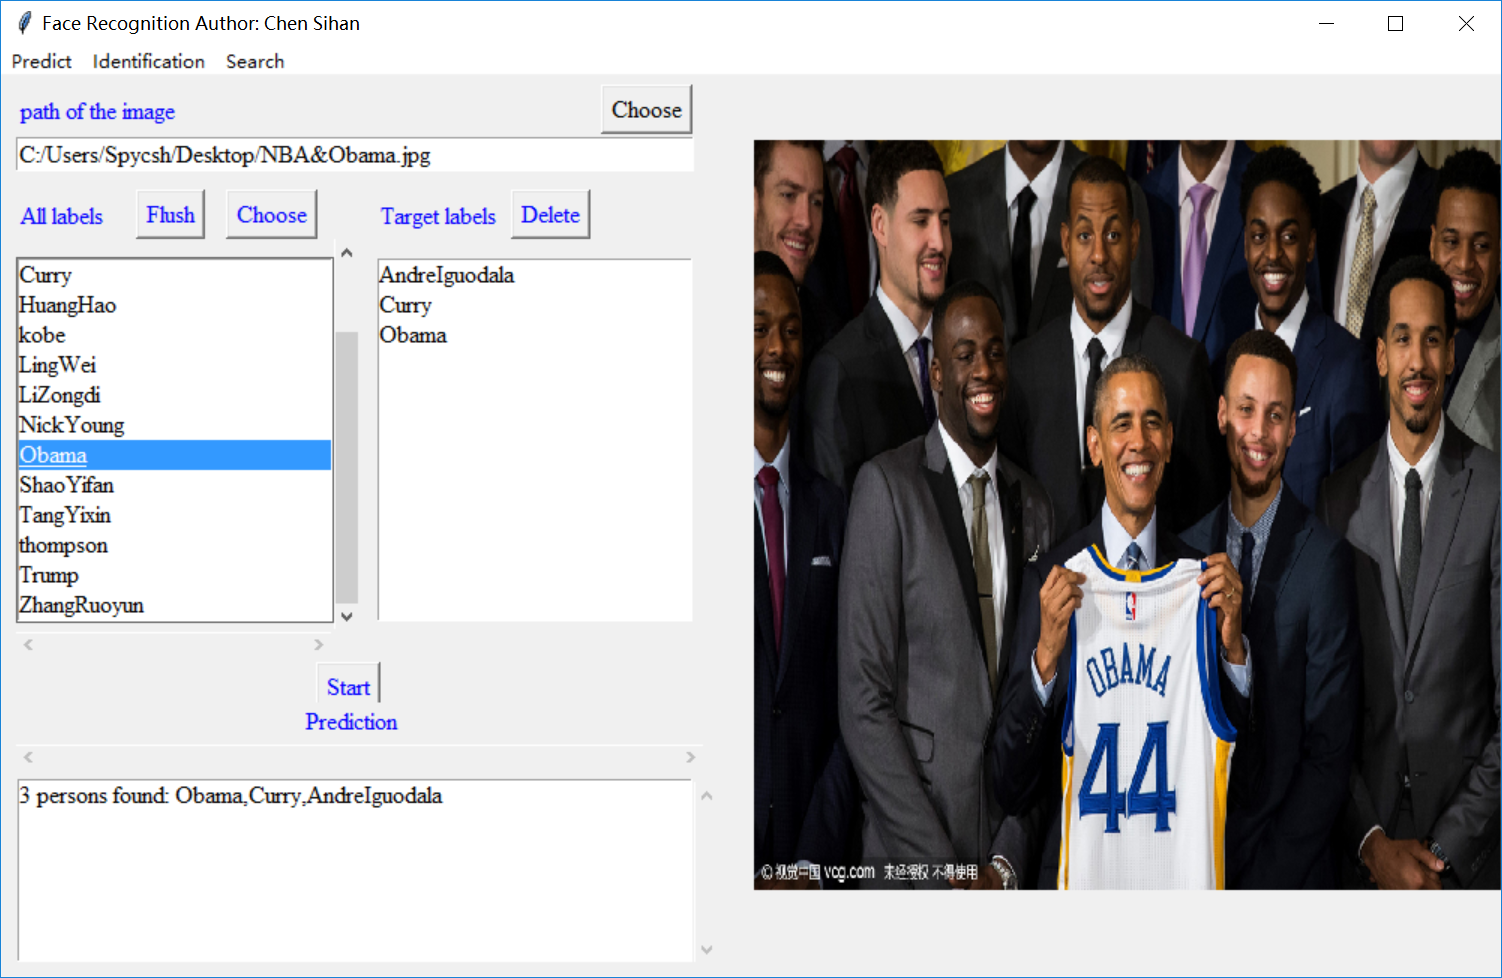 Face Recognition Author: Chen Sihan
Predict Identification Search
path of the image
Choose
C:/Users/Spycsh/Desktop/NBA&Obama.jpg
All labels
Flush
Choose
Target labels
Delete
Curry
HuangHao
kobe
LingWei
LiZongdi
NickYoung
Obama
ShaoYifan
TangYixin
thompson
Trump
ZhangRuoyun
AndreIguodala
Curry
Obama
Start
Prediction
3 persons found: Obama,Curry,AndreIguodala
OBAMA
44
© 视觉中国 vcg.com 未经授权 不得使用